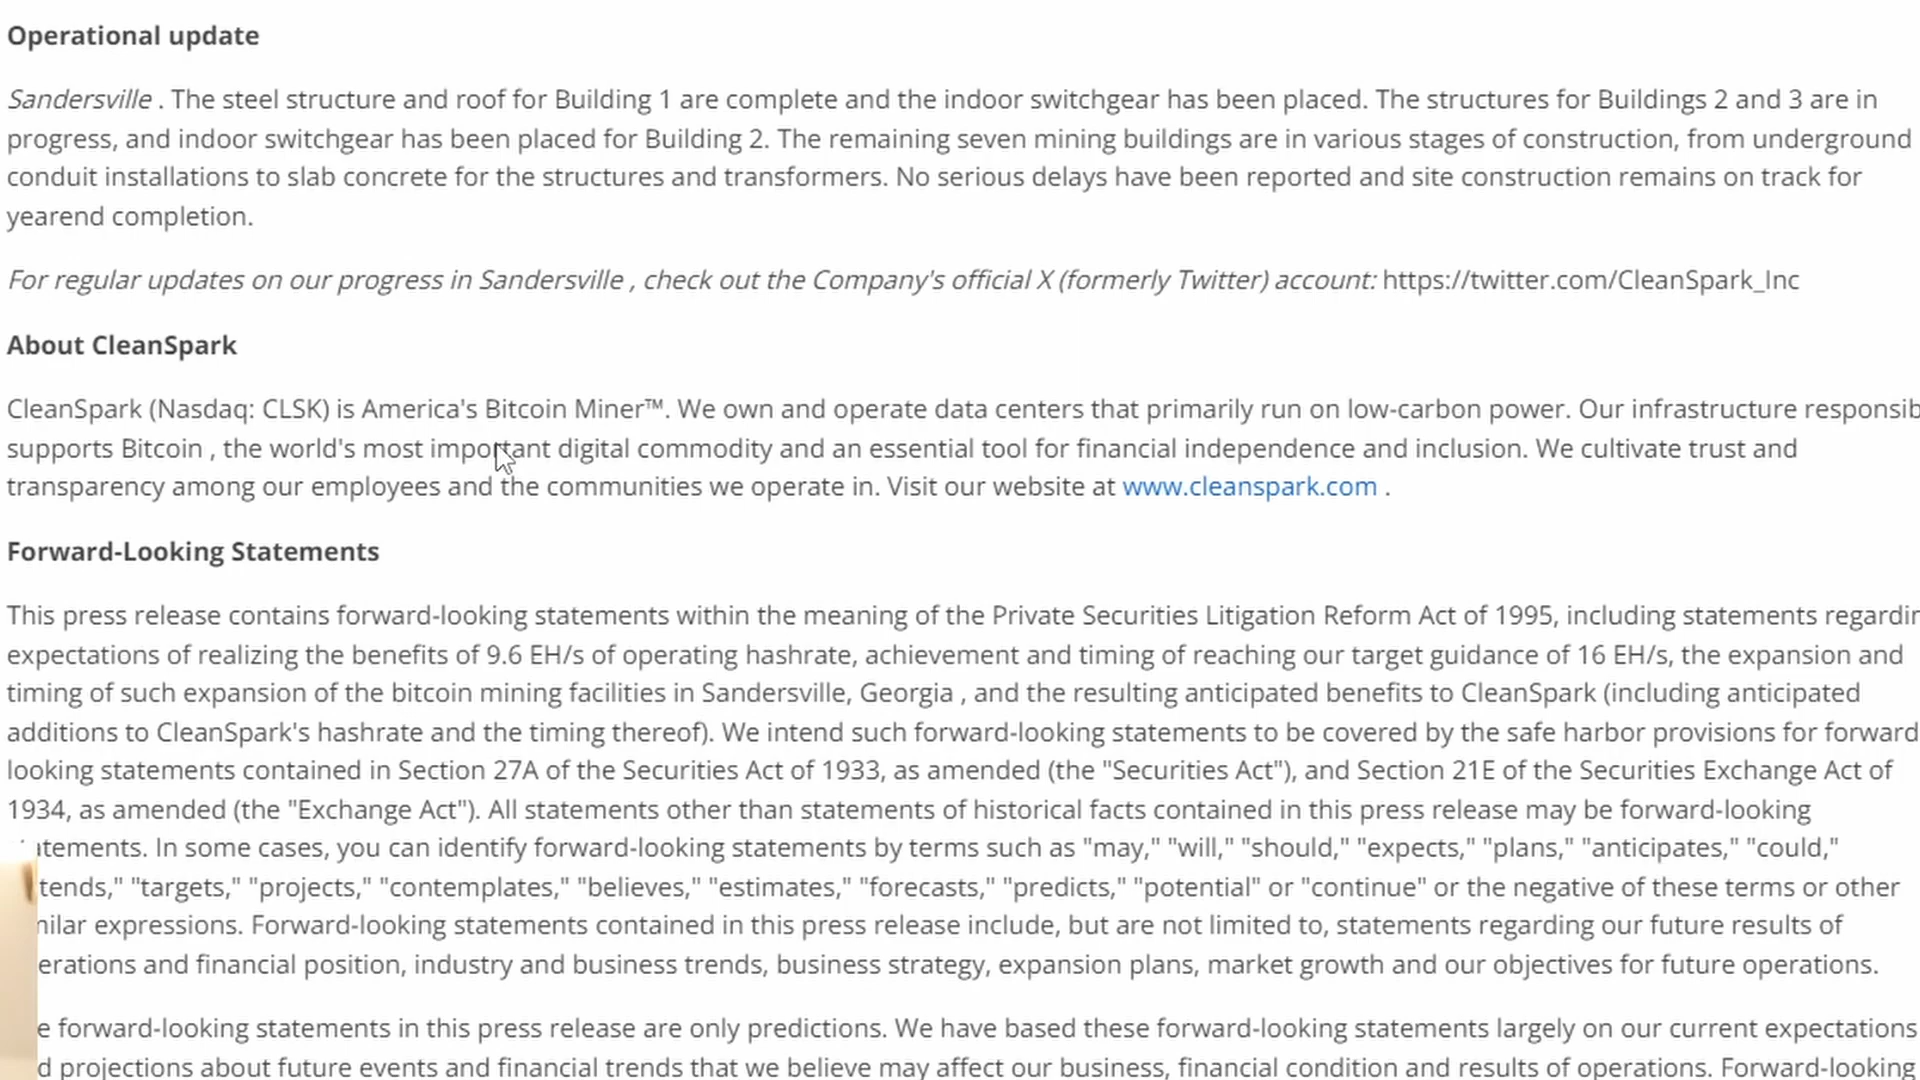 Operational update
Sandersville . The steel structure and roof for Building 1 are complete and the indoor switchgear has been placed. The structures for Buildings 2 and 3 are in
progress, and indoor switchgear has been placed for Building 2. The remaining seven mining buildings are in various stages of construction, from underground
conduit installations to slab concrete for the structures and transformers. No serious delays have been reported and site construction remains on track for
yearend completion.
For regular updates on our progress in Sandersville , check out the Company's official X (formerly Twitter) account: https://twitter.com/CleanSpark_Inc
About CleanSpark
CleanSpark (Nasdaq: CLSK) is America's Bitcoin Miner™. We own and operate data centers that primarily run on low-carbon power. Our infrastructure responsib
supports Bitcoin , the world's most important digital commodity and an essential tool for financial independence and inclusion. We cultivate trust and
transparency among our employees and the communities we operate in. Visit our website at www.cleanspark.com .
Forward-Looking Statements
This press release contains forward-looking statements within the meaning of the Private Securities Litigation Reform Act of 1995, including statements regardin
expectations of realizing the benefits of 9.6 EH/s of operating hashrate, achievement and timing of reaching our target guidance of 16 EH/s, the expansion and
timing of such expansion of the bitcoin mining facilities in Sandersville, Georgia , and the resulting anticipated benefits to CleanSpark (including anticipated
additions to CleanSpark's hashrate and the timing thereof). We intend such forward-looking statements to be covered by the safe harbor provisions for forward
looking statements contained in Section 27A of the Securities Act of 1933, as amended (the "Securities Act"), and Section 21E of the Securities Exchange Act of
1934, as amended (the "Exchange Act"). All statements other than statements of historical facts contained in this press release may be forward-looking
atements. In some cases, you can identify forward-looking statements by terms such as "may," "will," "should," "expects," "plans," "anticipates," "could,"
tends," "targets," "projects," "contemplates," "believes," "estimates," "forecasts," "predicts," "potential" or "continue" or the negative of these terms or other
ilar expressions. Forward-looking statements contained in this press release include, but are not limited to, statements regarding our future results of
erations and financial position, industry and business trends, business strategy, expansion plans, market growth and our objectives for future operations.
e forward-looking statements in this press release are only predictions. We have based these forward-looking statements largely on our current expectations
d projections about future events and financial trends that we believe may affect our business, financial condition and results of operations. Forward-looking